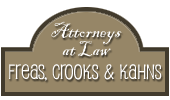 Attorneys
at Law
Freas, Crooks & Kahns